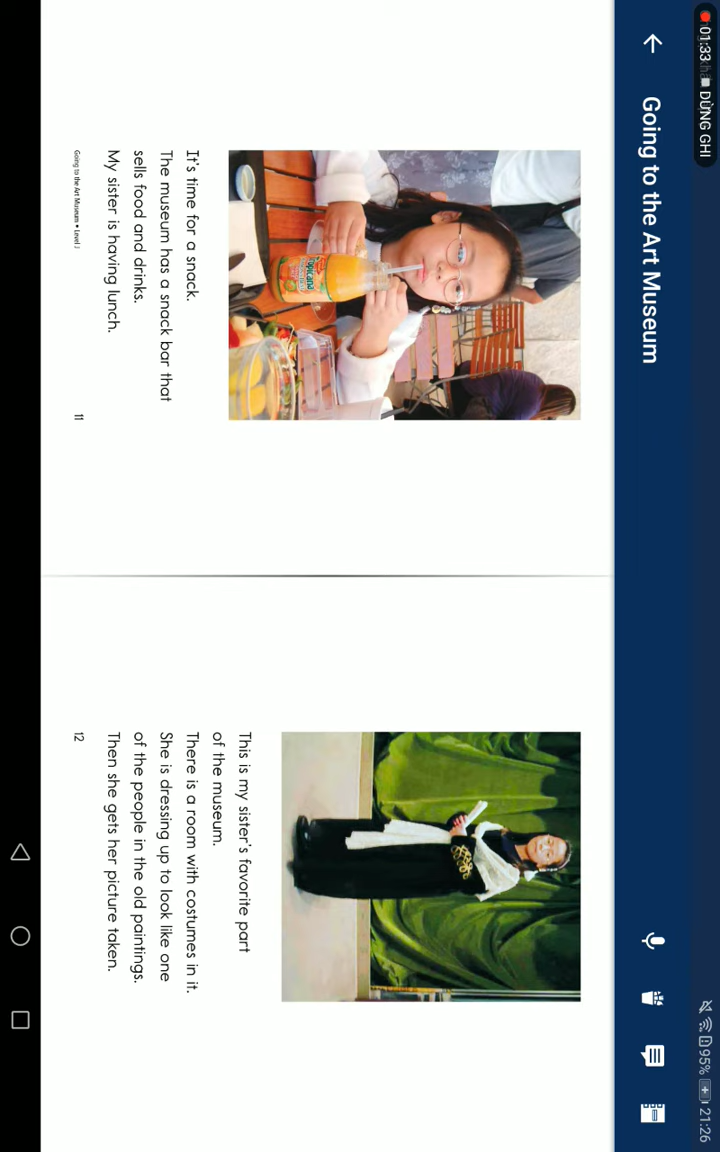 01:33
DỪNG GHI
95%
21:26
Going to the Art Museum
Tropicana
It's time for a snack.
The museum has a snack bar that
sells food and drinks.
My sister is having lunch.
Going to the Art Museum • Level J
11
This is my sister's favorite part
of the museum.
There is a room with costumes in it.
She is dressing up to look like one
of the people in the old paintings.
Then she gets her picture taken.
12